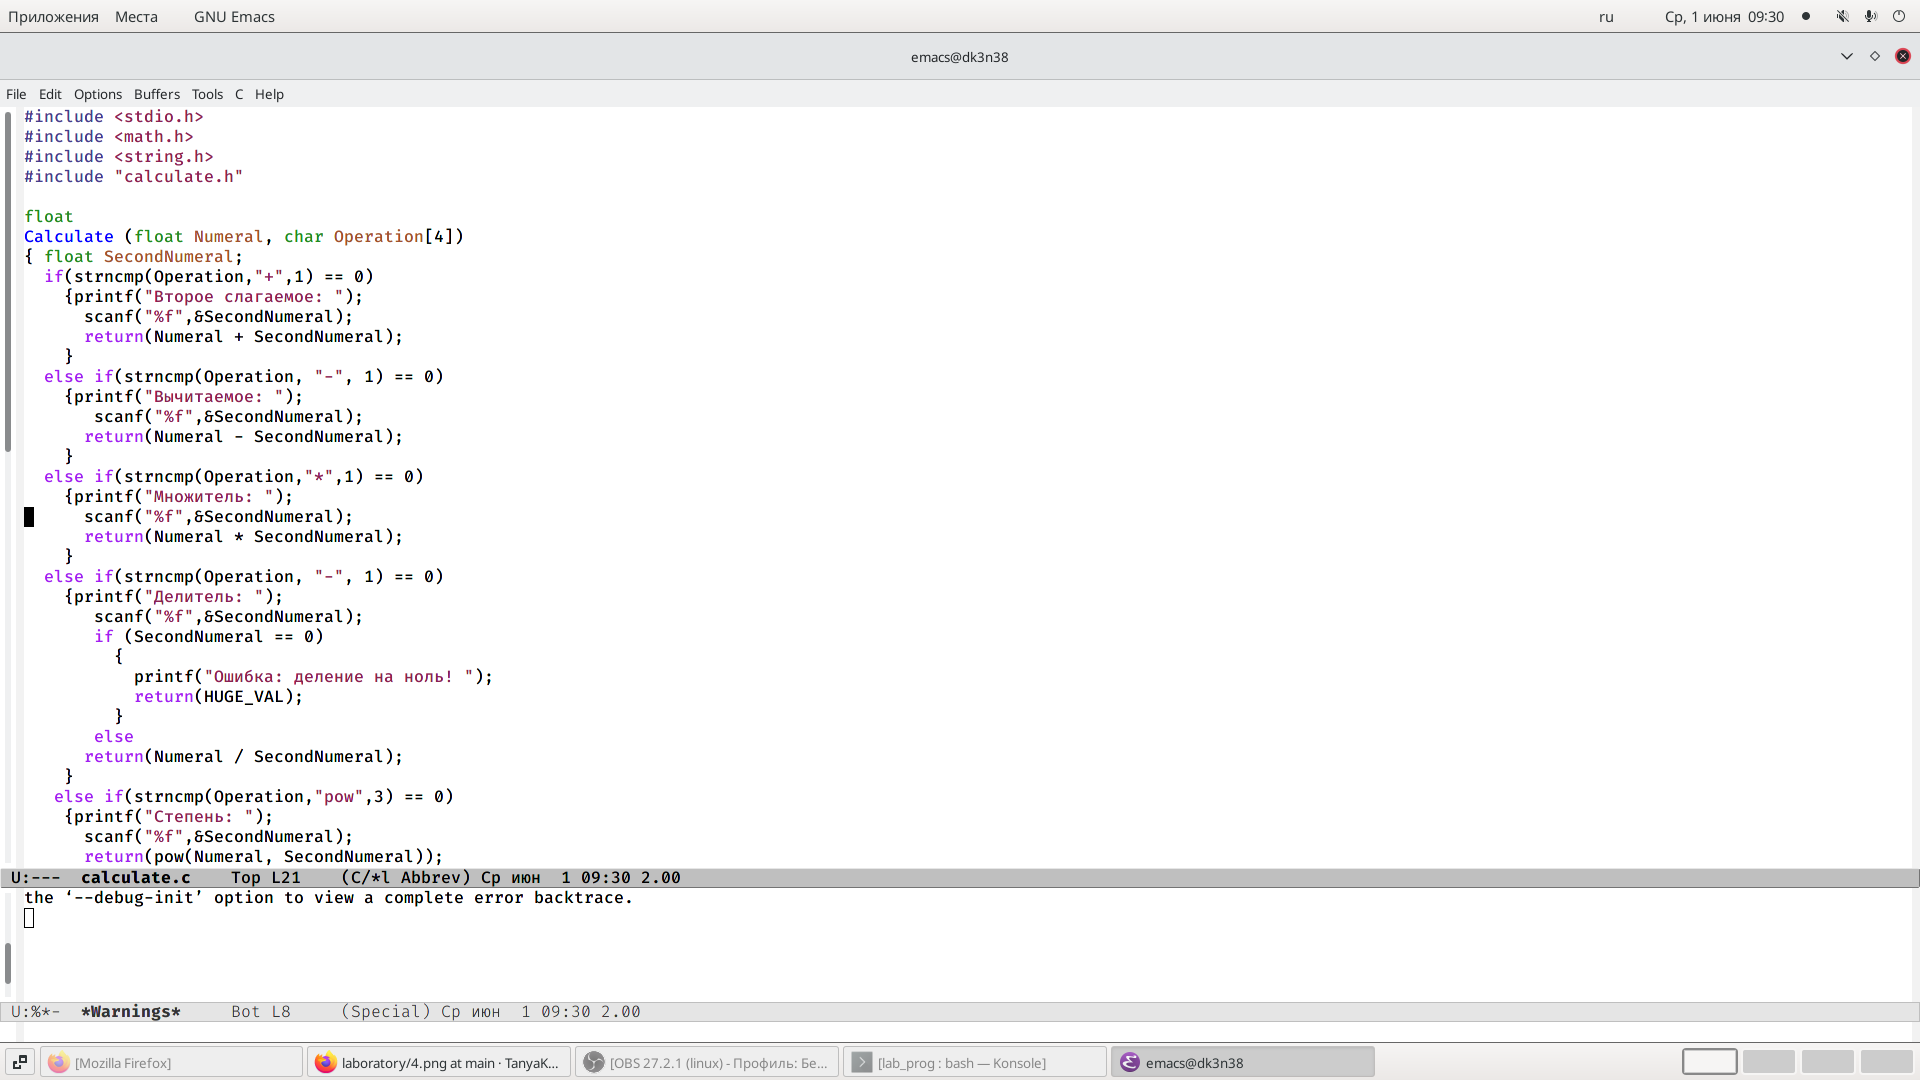 Приложения Места GNU Emacs ru Ср, 1 июня 09:30
emacs@dk3n38
File Edit Options Buffers Tools C Help
#include <stdio.h>
#include <math.h>
#include <string.h>
#include "calculate.h"
float
Calculate (float Numeral, char Operation[4])
{ float SecondNumeral;
if(strncmp(Operation,"+",1) == 0)
{printf("Второе слагаемое: ");
scanf("%f",&SecondNumeral);
return(Numeral + SecondNumeral);
}
else if(strncmp(Operation, "-", 1) == 0)
{printf("Вычитаемое: ");
scanf("%f",&SecondNumeral);
return(Numeral - SecondNumeral);
}
else if(strncmp(Operation,"*",1) == 0)
{printf("Множитель: ");
scanf("%f",&SecondNumeral);
return(Numeral * SecondNumeral);
}
else if(strncmp(Operation, "-", 1) == 0)
{printf("Делитель: ");
scanf("%f",&SecondNumeral);
if (SecondNumeral == 0)
{
printf("Ошибка: деление на ноль! ");
return(HUGE_VAL);
}
else
return(Numeral / SecondNumeral);
}
else if(strncmp(Operation,"pow",3) == 0)
{printf("Степень: ");
scanf("%f",&SecondNumeral);
return(pow(Numeral, SecondNumeral));
U:--- calculate.c Top L21 (C/*l Abbrev) Ср июн 1 09:30 2.00
the ‘--debug-init’ option to view a complete error backtrace.
U:%*- *Warnings* Bot L8 (Special) Ср июн 1 09:30 2.00
[Mozilla Firefox] laboratory/4.png at main · TanyaK... [OBS 27.2.1 (linux) - Профиль: Бе... [lab_prog : bash — Konsole] emacs@dk3n38